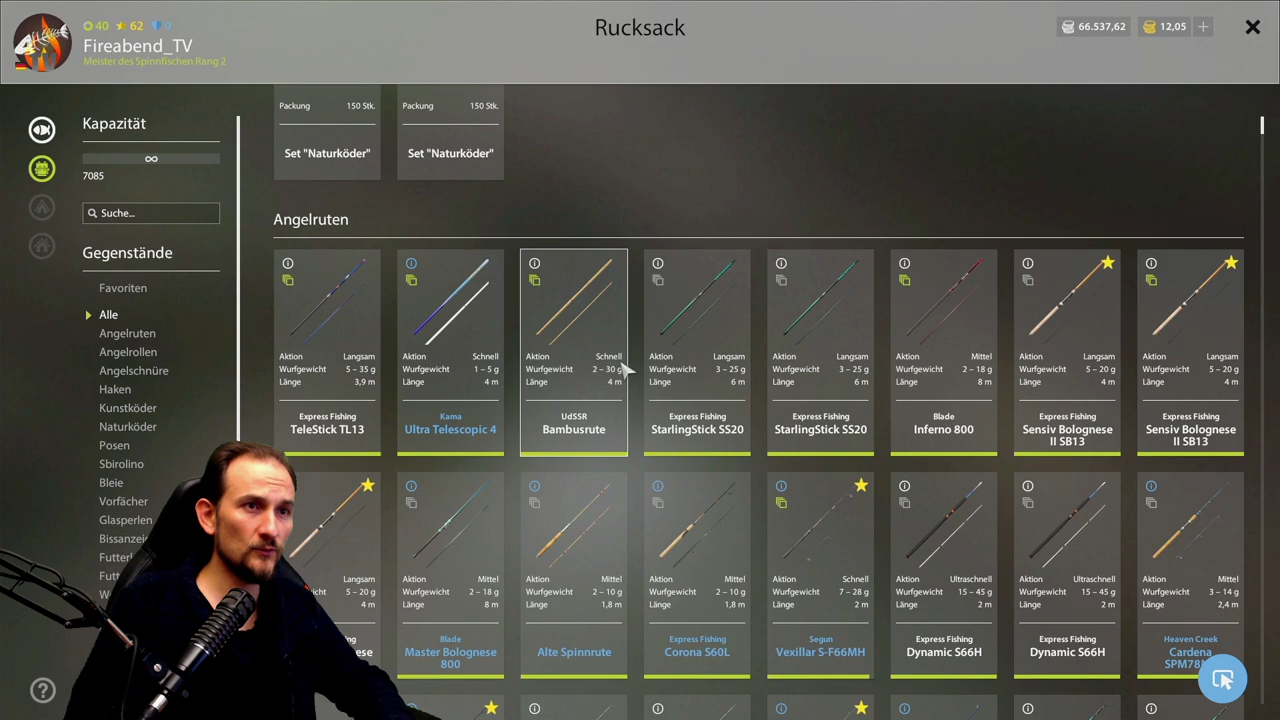 40 62 0
Rucksack
66.537,62
12,05
Fireabend_TV
Meister des Spinnfischen Rang 2
Kapazität
∞
7085
Suche...
Gegenstände
Favoriten
Alle
Angelruten
Angelrollen
Angelschnüre
Haken
Kunstköder
Naturköder
Posen
Sbirolino
Bleie
Vorfächer
Glasperlen
Packung 150 Stk.
Set "Naturköder"
Packung 150 Stk.
Set "Naturköder"
Angelruten
Aktion Langsam
Wurfgewicht 5 – 35 g
Länge 3,9 m
Express Fishing
TeleStick TL13
Aktion Schnell
Wurfgewicht 1 – 5 g
Länge 4 m
Kama
Ultra Telescopic 4
Aktion Schnell
Wurfgewicht 2 – 30 g
Länge 4 m
UdSSR
Bambusrute
Aktion Langsam
Wurfgewicht 3 – 25 g
Länge 6 m
Express Fishing
StarlingStick SS20
Aktion Langsam
Wurfgewicht 3 – 25 g
Länge 6 m
Express Fishing
StarlingStick SS20
Aktion Mittel
Wurfgewicht 2 – 18 g
Länge 8 m
Blade
Inferno 800
Aktion Langsam
Wurfgewicht 5 – 20 g
Länge 4 m
Express Fishing
Sensiv Bolognese
II SB13
Aktion Langsam
Wurfgewicht 5 – 20 g
Länge 4 m
Express Fishing
Sensiv Bolognese
II SB13
Langsam
5 – 20 g
4 m
Aktion Mittel
Wurfgewicht 2 – 18 g
Länge 8 m
Blade
Master Bolognese
800
Aktion Mittel
Wurfgewicht 2 – 10 g
Länge 1,8 m
Alte Spinnrute
Aktion Mittel
Wurfgewicht 2 – 10 g
Länge 1,8 m
Express Fishing
Corona S60L
Aktion Schnell
Wurfgewicht 7 – 28 g
Länge 2 m
Segun
Vexillar S-F66MH
Aktion Ultraschnell
Wurfgewicht 15 – 45 g
Länge 2 m
Express Fishing
Dynamic S66H
Aktion Ultraschnell
Wurfgewicht 15 – 45 g
Länge 2 m
Express Fishing
Dynamic S66H
Aktion Mittel
Wurfgewicht 3 – 14 g
Länge 2,4 m
Heaven Creek
Cardena
?